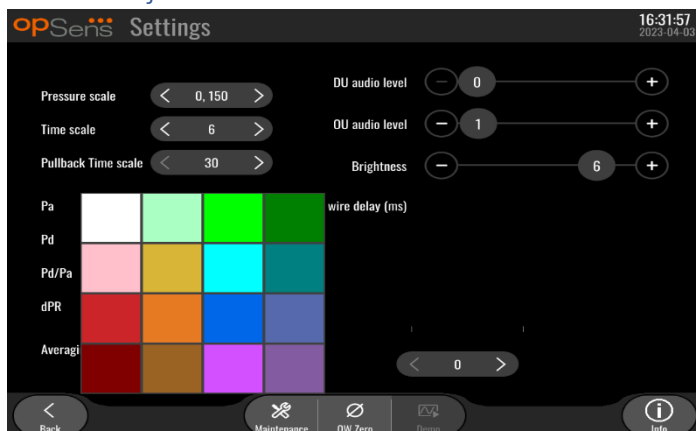 opSens Settings
16:31:57
2023-04-03
Pressure scale < 0, 150 >
DU audio level − 0 +
Time scale < 6 >
OU audio level − 1 +
Pullback Time scale < 30 >
Brightness − 6 +
Pa
wire delay (ms)
Pd
Pd/Pa
dPR
Averagi
< 0 >
Back
Maintenance
OW Zero
Demo
Info